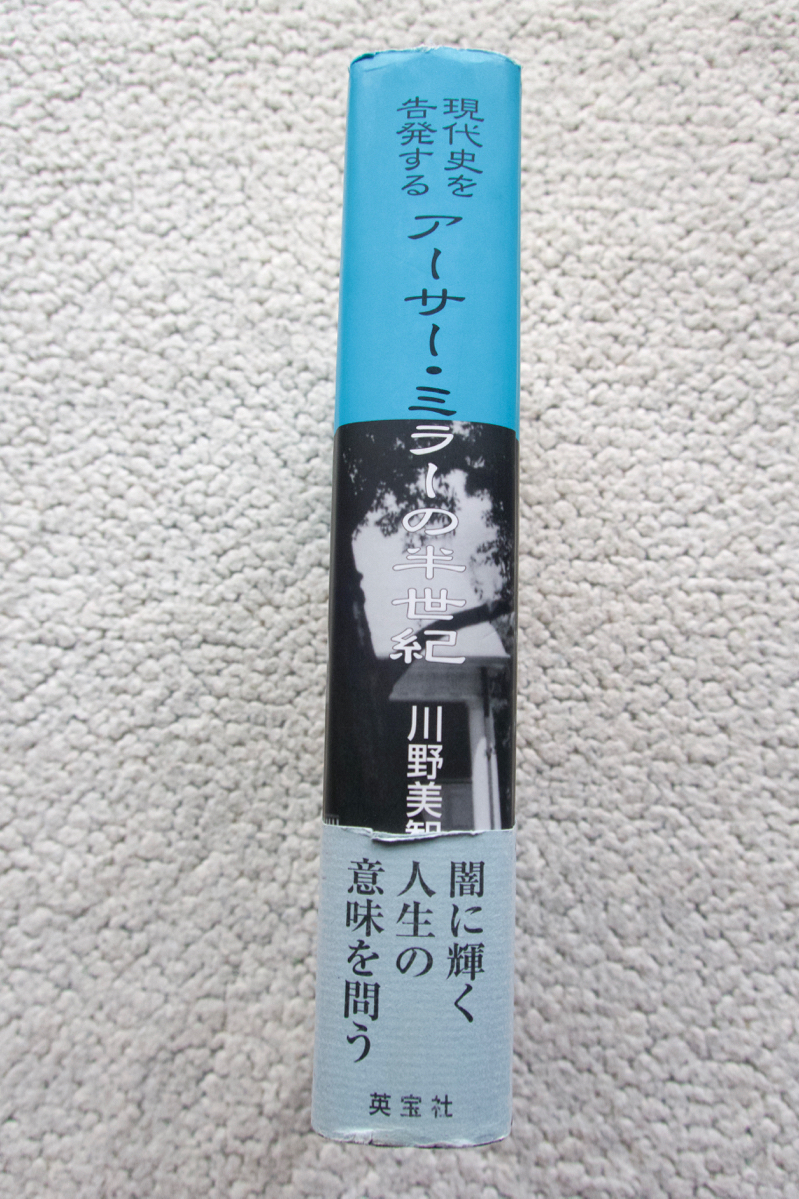 現代史を
告発する
アーサー・ミラーの半世紀
川野美智
闇に輝く
人生の
意味を問う
英宝社